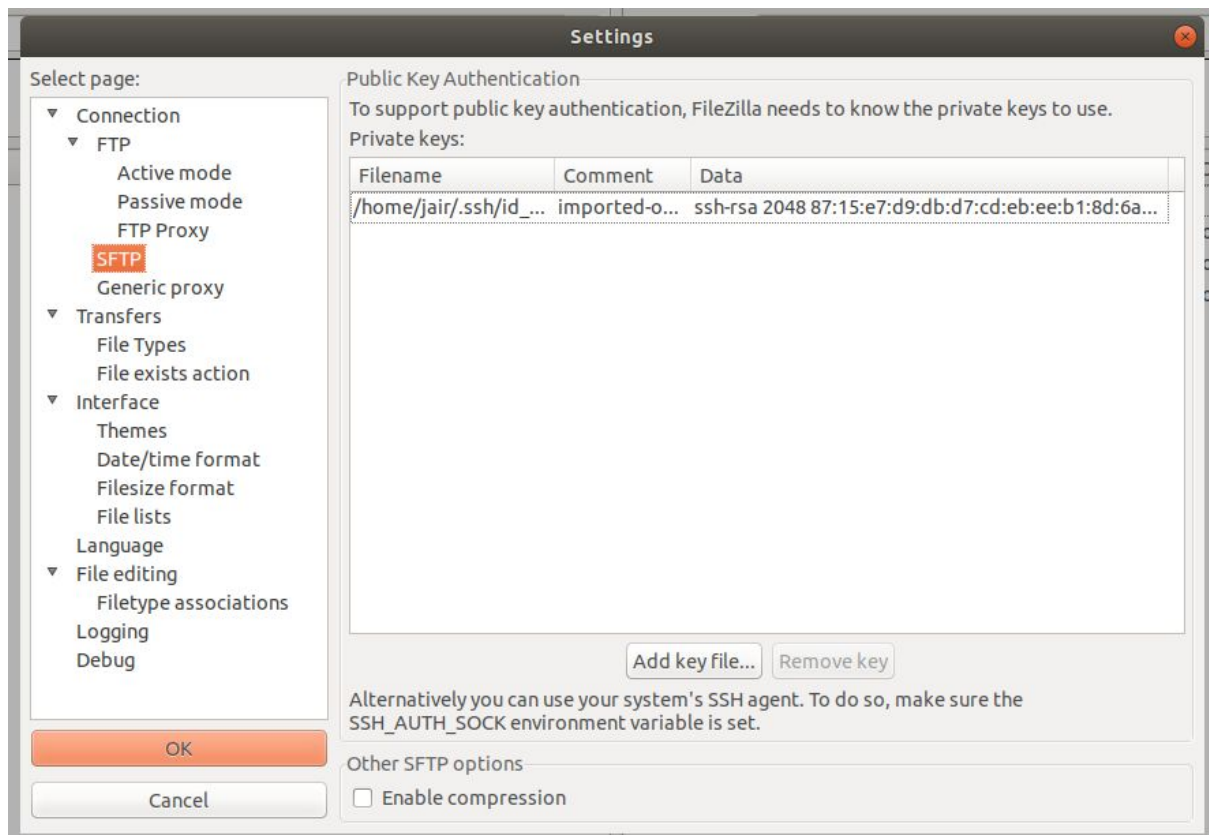 Settings
Select page:
Connection
FTP
Active mode
Passive mode
FTP Proxy
SFTP
Generic proxy
Transfers
File Types
File exists action
Interface
Themes
Date/time format
Filesize format
File lists
Language
File editing
Filetype associations
Logging
Debug
OK
Cancel
Public Key Authentication
To support public key authentication, FileZilla needs to know the private keys to use.
Private keys:
Filename Comment Data
/home/jair/.ssh/id_... imported-o... ssh-rsa 2048 87:15:e7:d9:db:d7:cd:eb:ee:b1:8d:6a...
Add key file... Remove key
Alternatively you can use your system's SSH agent. To do so, make sure the
SSH_AUTH_SOCK environment variable is set.
Other SFTP options
Enable compression